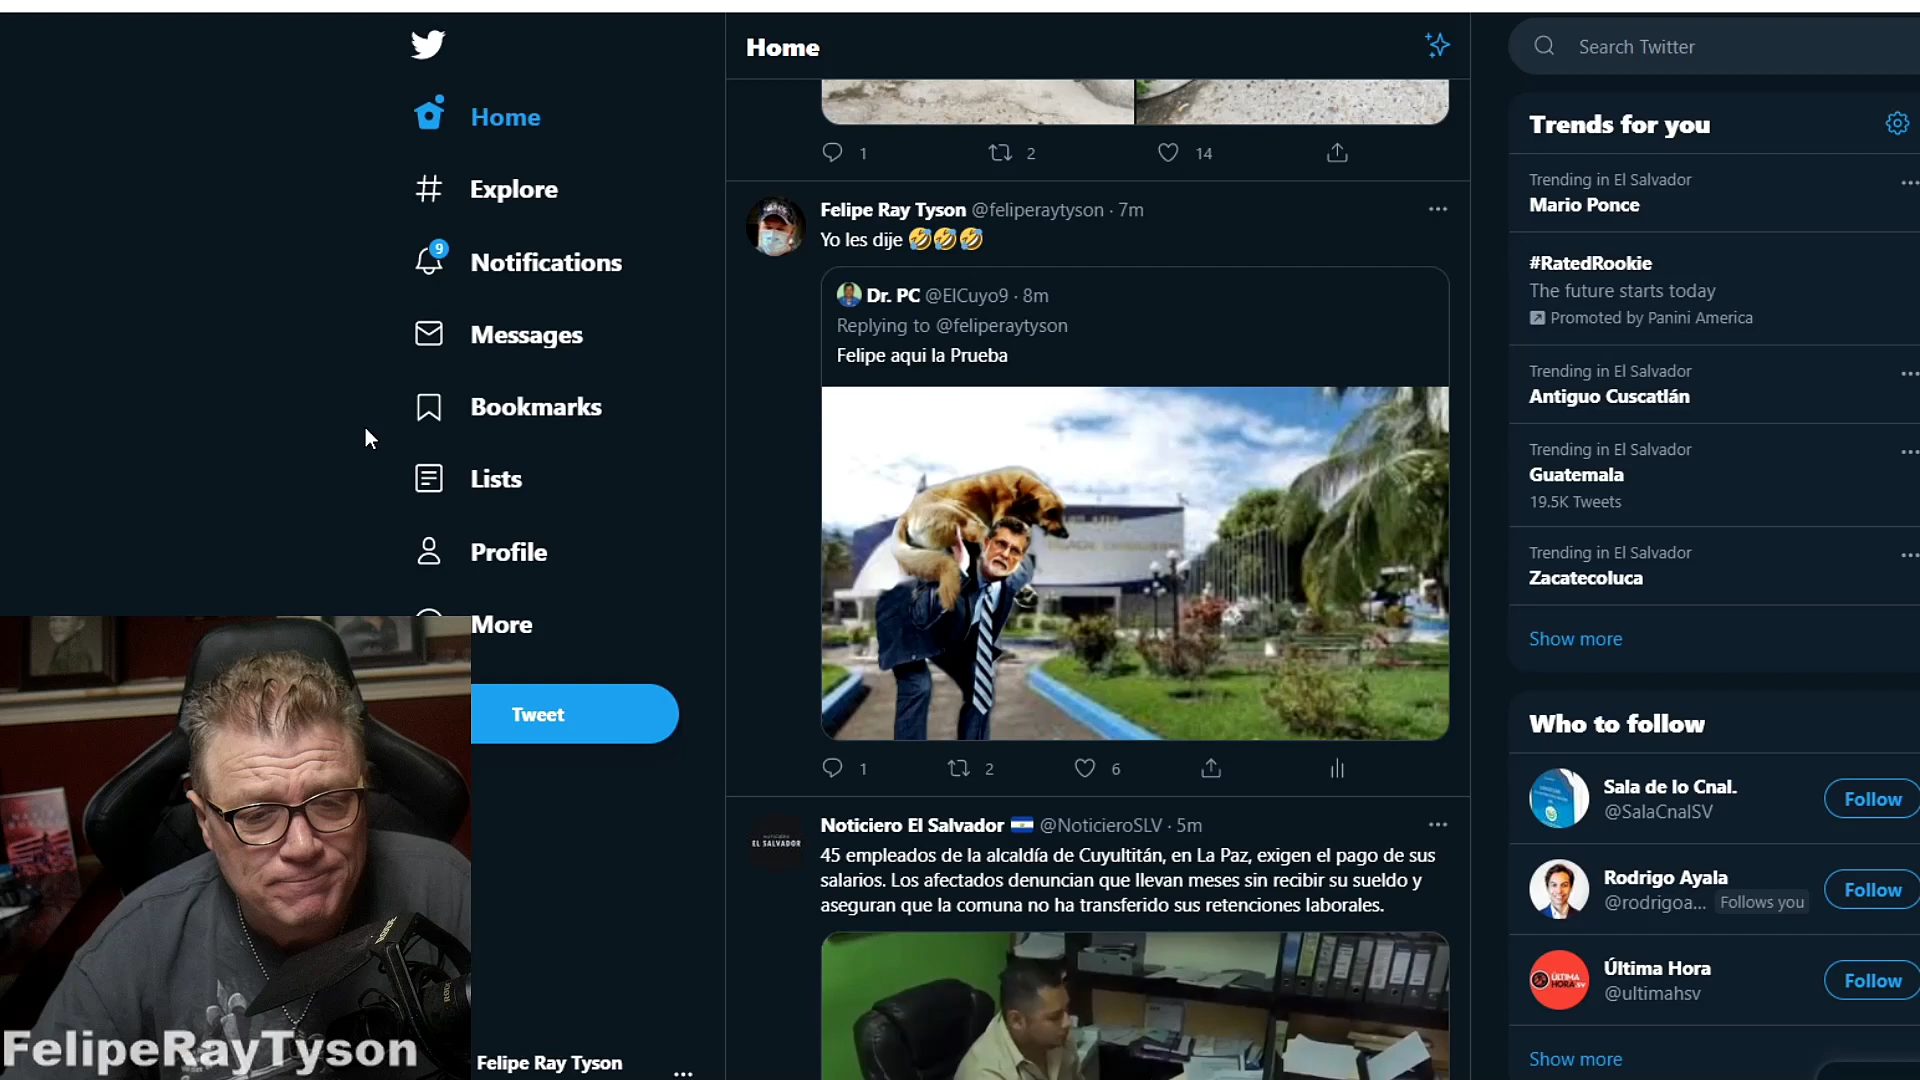 Home
Explore
9
Notifications
Messages
Bookmarks
Lists
Profile
More
Tweet
FelipeRayTyson
Felipe Ray Tyson
Home
1
2
14
Felipe Ray Tyson @feliperaytyson · 7m
Yo les dije 🤣🤣🤣
Dr. PC @ElCuyo9 · 8m
Replying to @feliperaytyson
Felipe aqui la Prueba
1
2
6
Noticiero El Salvador 🇸🇻 @NoticieroSLV · 5m
EL SALVADOR
45 empleados de la alcaldía de Cuyultitán, en La Paz, exigen el pago de sus
salarios. Los afectados denuncian que llevan meses sin recibir su sueldo y
aseguran que la comuna no ha transferido sus retenciones laborales.
Search Twitter
Trends for you
Trending in El Salvador
Mario Ponce
#RatedRookie
The future starts today
Promoted by Panini America
Trending in El Salvador
Antiguo Cuscatlán
Trending in El Salvador
Guatemala
19.5K Tweets
Trending in El Salvador
Zacatecoluca
Show more
Who to follow
Sala de lo Cnal.
@SalaCnalSV
Follow
Rodrigo Ayala
@rodrigoa... Follows you
Follow
ÚLTIMA
HORA SV
Última Hora
@ultimahsv
Follow
Show more